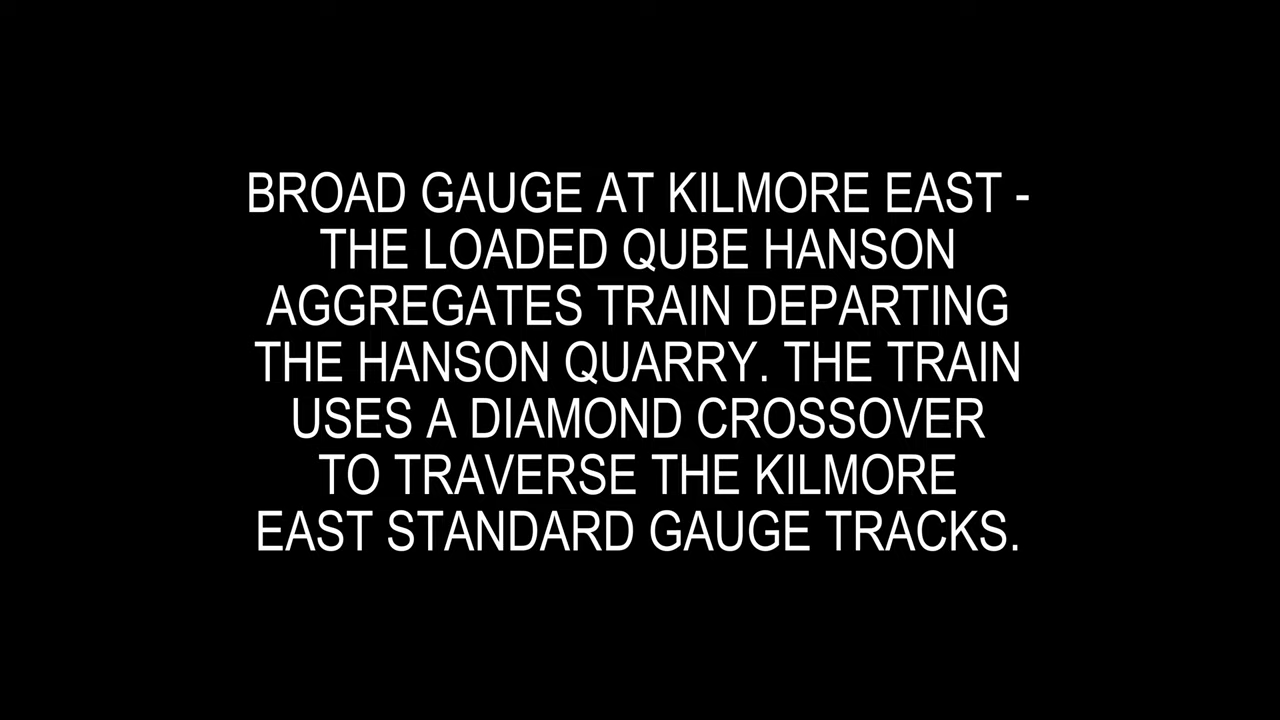 BROAD GAUGE AT KILMORE EAST -
THE LOADED QUBE HANSON
AGGREGATES TRAIN DEPARTING
THE HANSON QUARRY. THE TRAIN
USES A DIAMOND CROSSOVER
TO TRAVERSE THE KILMORE
EAST STANDARD GAUGE TRACKS.